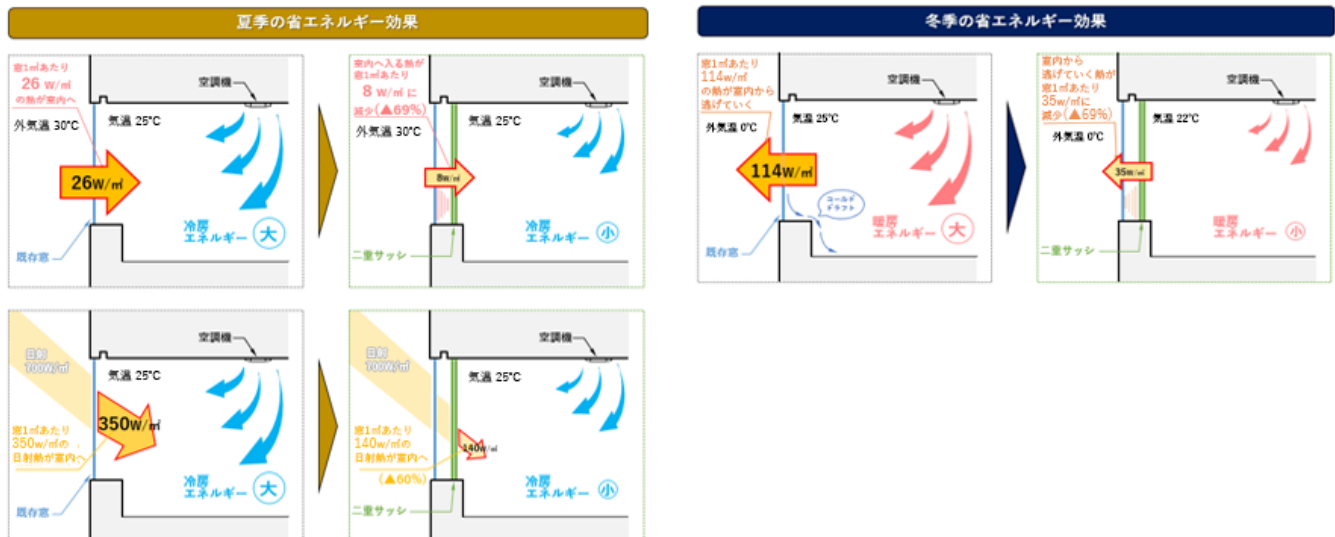 夏季の省エネルギー効果
窓1㎡あたり
26 W/㎡
の熱が室内へ
外気温 30℃
気温 25℃
空調機
26W/㎡
冷房
エネルギー 大
既存窓
室内へ入る熱が
窓1㎡あたり
8 W/㎡ に
減少(▲69%)
外気温 30℃
気温 25℃
空調機
8W/㎡
冷房
エネルギー 小
二重サッシ
日射
700W/㎡
気温 25℃
空調機
350W/㎡
窓1㎡あたり
350w/㎡の
日射熱が室内へ
冷房
エネルギー 大
既存窓
日射
700W/㎡
気温 25℃
空調機
140W/㎡
窓1㎡あたり
140w/㎡の
日射熱が室内へ
(▲60%)
冷房
エネルギー 小
二重サッシ
冬季の省エネルギー効果
窓1㎡あたり
114w/㎡
の熱が室内から
逃げていく
外気温 0℃
気温 25℃
空調機
114W/㎡
コールド
ドラフト
暖房
エネルギー 大
既存窓
室内から
逃げていく熱が
窓1㎡あたり
35w/㎡に
減少(▲69%)
外気温 0℃
気温 22℃
空調機
35W/㎡
暖房
エネルギー 小
二重サッシ